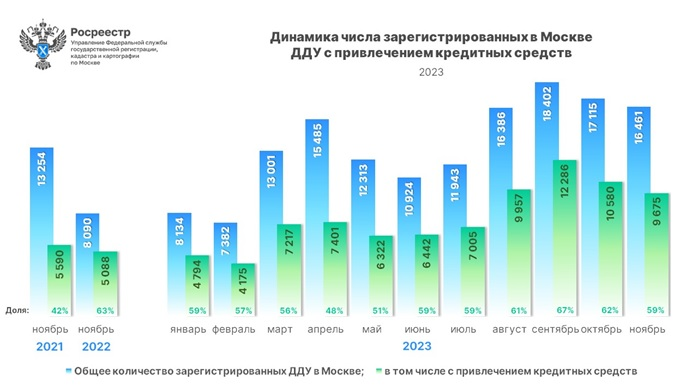 Росреестр
Управление Федеральной службы
государственной регистрации,
кадастра и картографии
по Москве
Динамика числа зарегистрированных в Москве
ДДУ с привлечением кредитных средств
2023
13 254
5 590
8 090
5 088
8 134
4 794
7 382
4 175
13 001
7 217
15 485
7 401
12 313
6 322
10 924
6 442
11 943
7 005
16 386
9 957
18 402
12 286
17 115
10 580
16 461
9 675
Доля: 42% 63% 59% 57% 56% 48% 51% 59% 59% 61% 67% 62% 59%
ноябрь ноябрь январь февраль март апрель май июнь июль август сентябрь октябрь ноябрь
2021 2022 2023
Общее количество зарегистрированных ДДУ в Москве; в том числе с привлечением кредитных средств